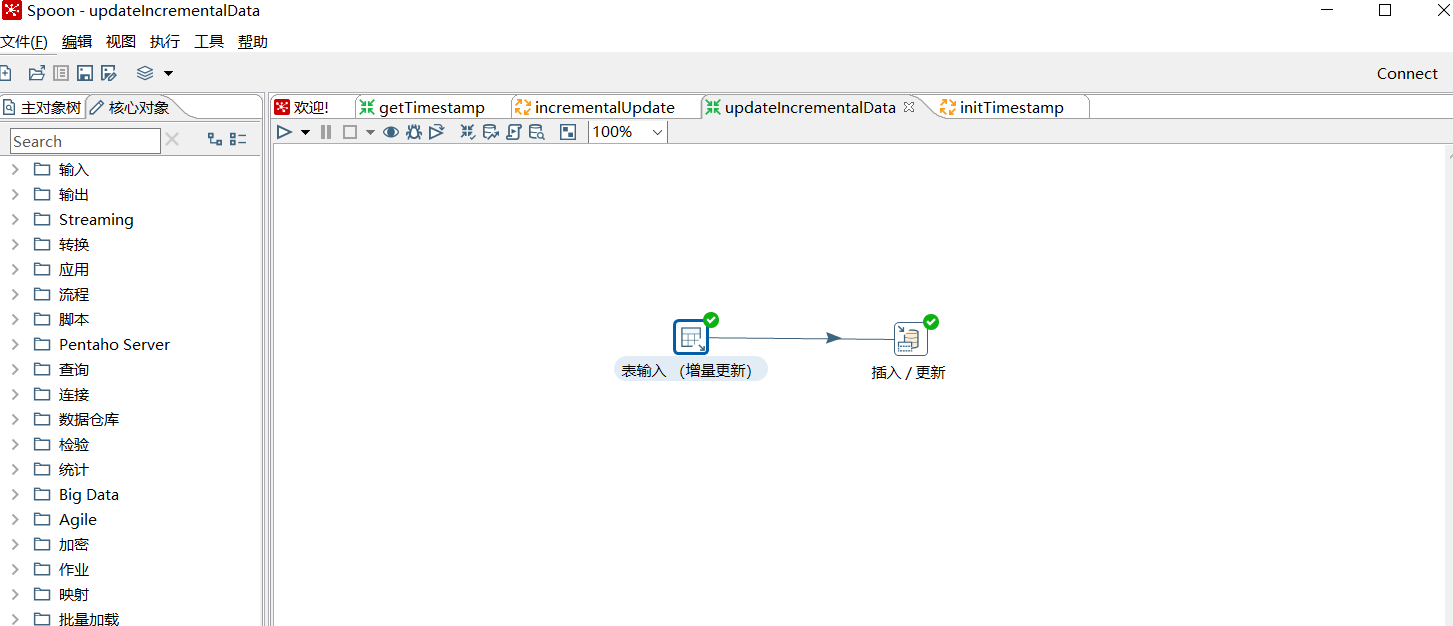 Spoon - updateIncrementalData
文件(F) 编辑 视图 执行 工具 帮助
Connect
主对象树 核心对象
欢迎! getTimestamp incrementalUpdate updateIncrementalData initTimestamp
100%
Search
输入
输出
Streaming
转换
应用
流程
脚本
Pentaho Server
查询
连接
数据仓库
检验
统计
Big Data
Agile
加密
作业
映射
批量加载
表输入 （增量更新）
插入 / 更新